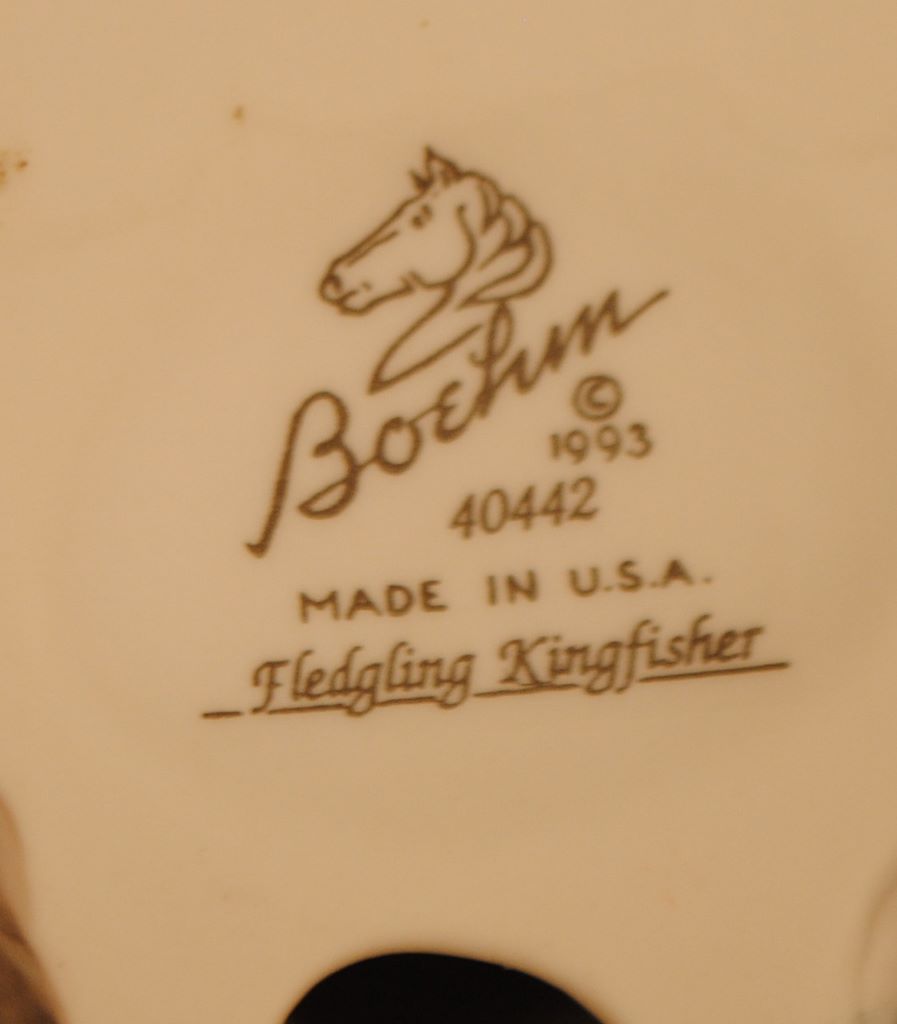 Boehm
©
1993
40442
MADE IN U.S.A.
Fledgling Kingfisher